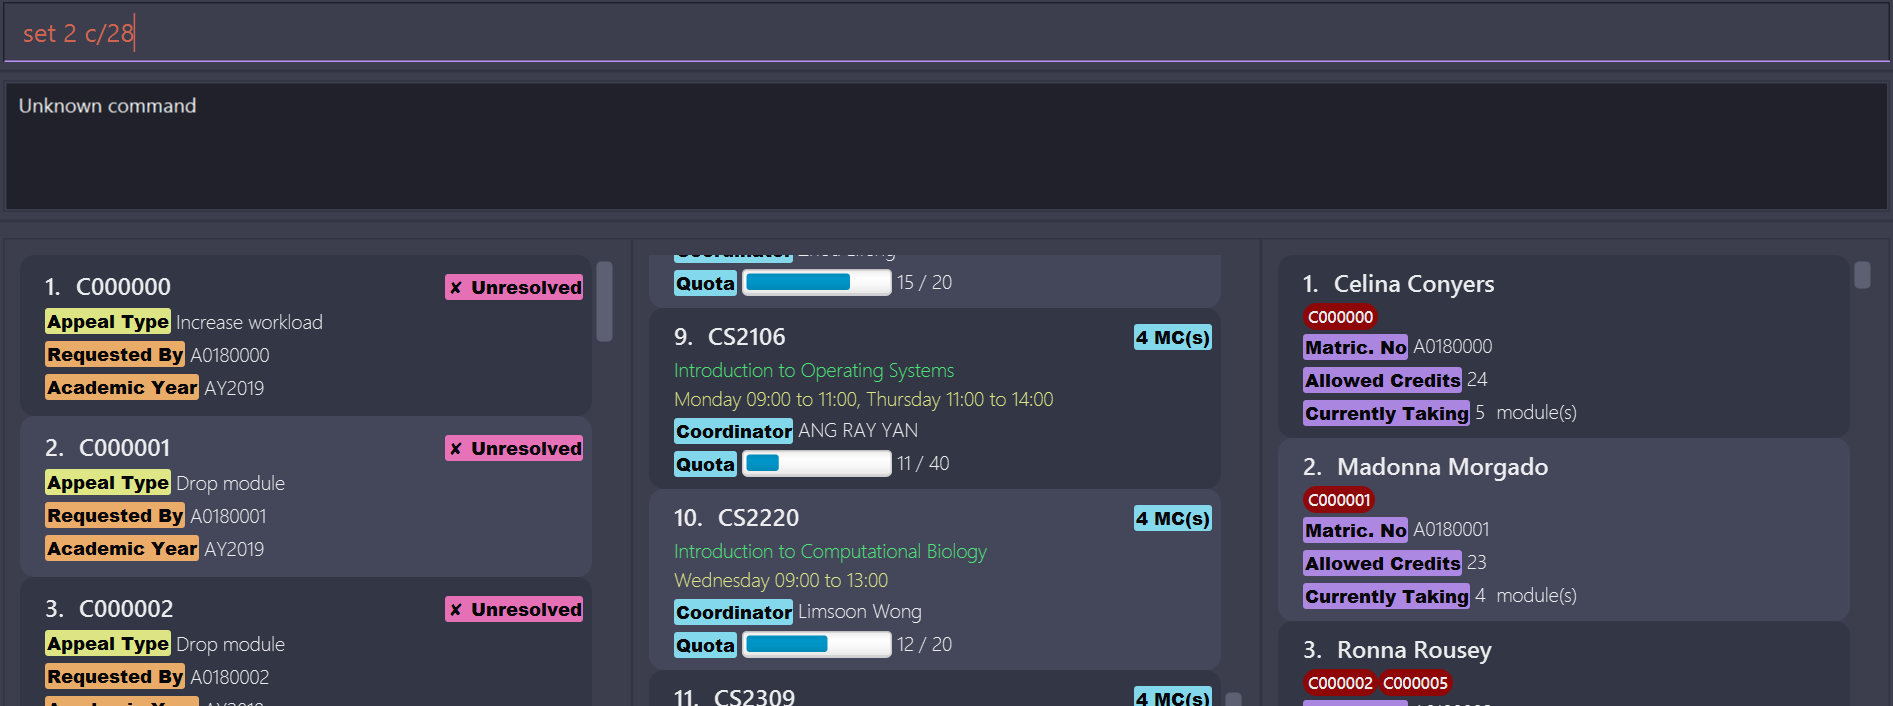 set 2 c/28
Unknown command
1. C000000
✘ Unresolved
Appeal Type Increase workload
Requested By A0180000
Academic Year AY2019
2. C000001
✘ Unresolved
Appeal Type Drop module
Requested By A0180001
Academic Year AY2019
3. C000002
✘ Unresolved
Appeal Type Drop module
Requested By A0180002
Quota 15 / 20
9. CS2106
4 MC(s)
Introduction to Operating Systems
Monday 09:00 to 11:00, Thursday 11:00 to 14:00
Coordinator ANG RAY YAN
Quota 11 / 40
10. CS2220
4 MC(s)
Introduction to Computational Biology
Wednesday 09:00 to 13:00
Coordinator Limsoon Wong
Quota 12 / 20
11. CS2309
4 MC(s)
1. Celina Conyers
C000000
Matric. No A0180000
Allowed Credits 24
Currently Taking 5 module(s)
2. Madonna Morgado
C000001
Matric. No A0180001
Allowed Credits 23
Currently Taking 4 module(s)
3. Ronna Rousey
C000002 C000005